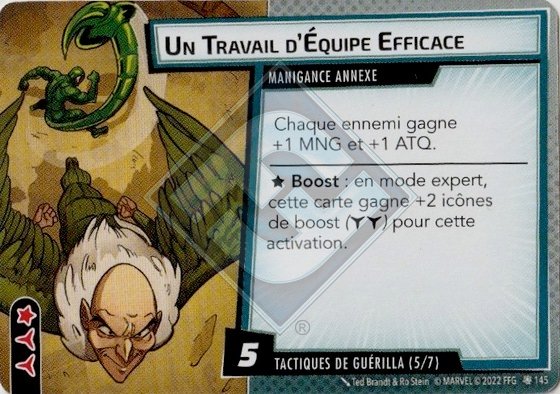 Un Travail d'Équipe Efficace
MANIGANCE ANNEXE
Chaque ennemi gagne
+1 MNG et +1 ATQ.
★ Boost : en mode expert,
cette carte gagne +2 icônes
de boost () pour cette
activation.
5
TACTIQUES DE GUÉRILLA (5/7)
Ted Brandt & Ro Stein © MARVEL © 2022 FFG 145